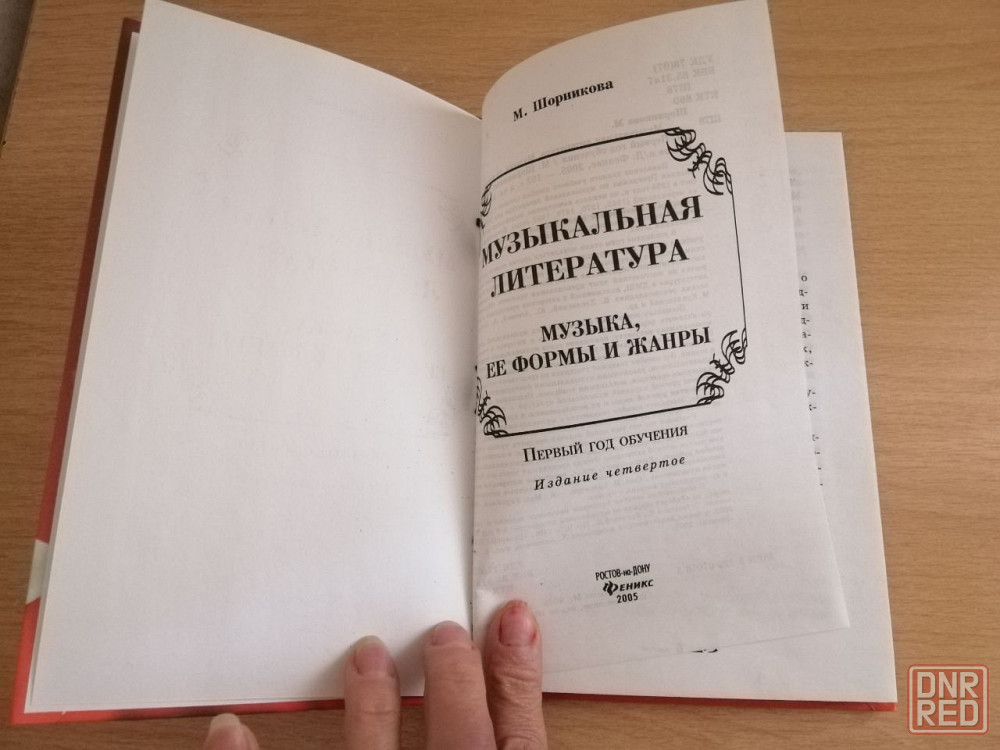 М. Шорникова
МУЗЫКАЛЬНАЯ
ЛИТЕРАТУРА
МУЗЫКА,
ЕЕ ФОРМЫ И ЖАНРЫ
ПЕРВЫЙ ГОД ОБУЧЕНИЯ
Издание четвертое
РОСТОВ-НА-ДОНУ
ФЕНИКС
2005
DNR
RED